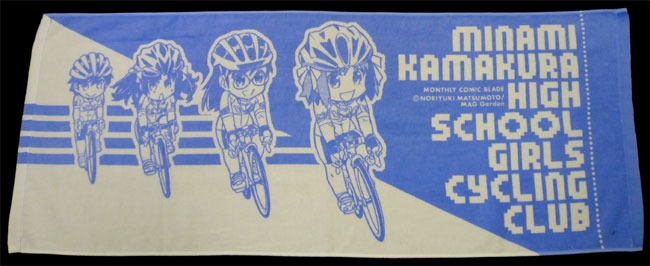 MINAMI
KAMAKURA
MONTHLY COMIC BLADE
©NORIYUKI MATSUMOTO/
MAG Garden
HIGH
SCHOOL
GIRLS
CYCLING
CLUB